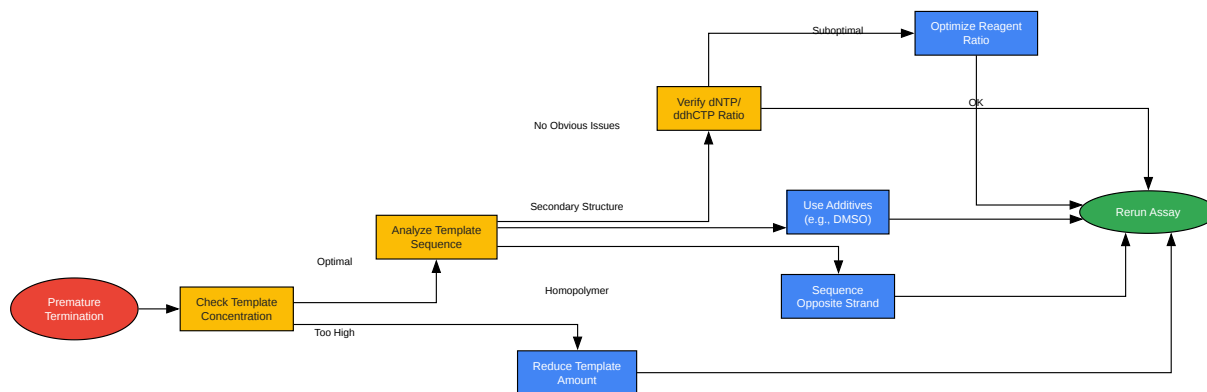 Premature
Termination
Check Template
Concentration
Optimal
Too High
Analyze Template
Sequence
No Obvious Issues
Secondary Structure
Homopolymer
Reduce Template
Amount
Verify dNTP/
ddhCTP Ratio
Suboptimal
OK
Optimize Reagent
Ratio
Use Additives
(e.g., DMSO)
Sequence
Opposite Strand
Rerun Assay